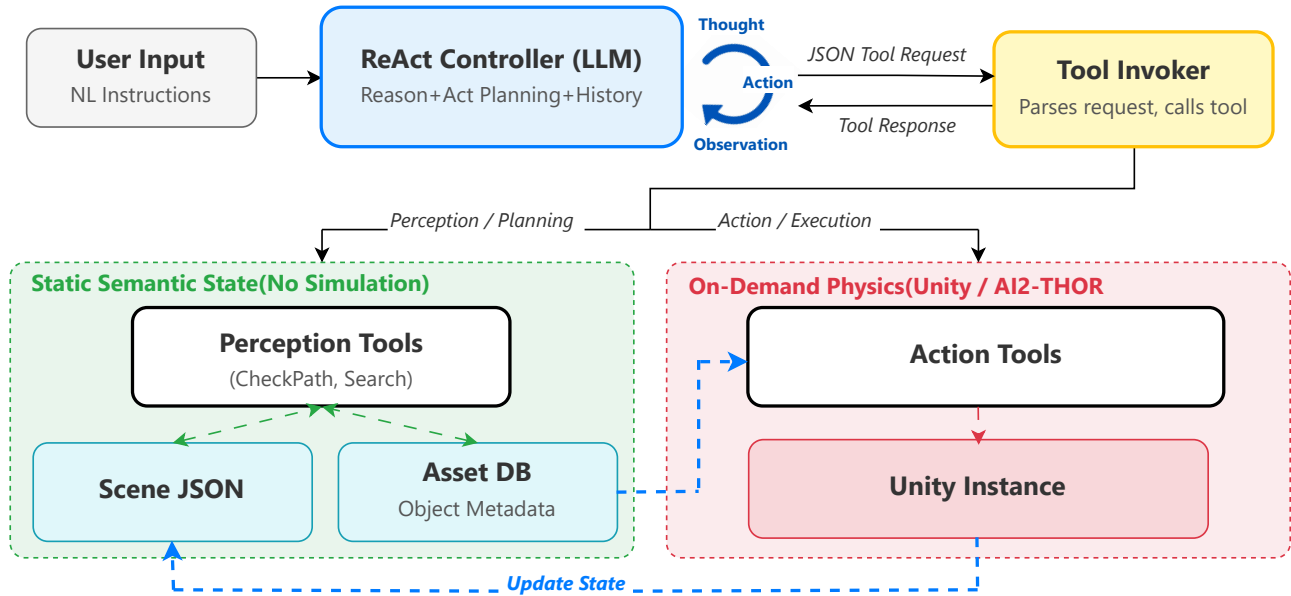 User Input
NL Instructions
ReAct Controller (LLM)
Reason+Act Planning+History
Thought
Action
Observation
JSON Tool Request
Tool Response
Tool Invoker
Parses request, calls tool
Perception / Planning
Action / Execution
Static Semantic State(No Simulation)
Perception Tools
(CheckPath, Search)
Scene JSON
Asset DB
Object Metadata
On-Demand Physics(Unity / AI2-THOR
Action Tools
Unity Instance
Update State